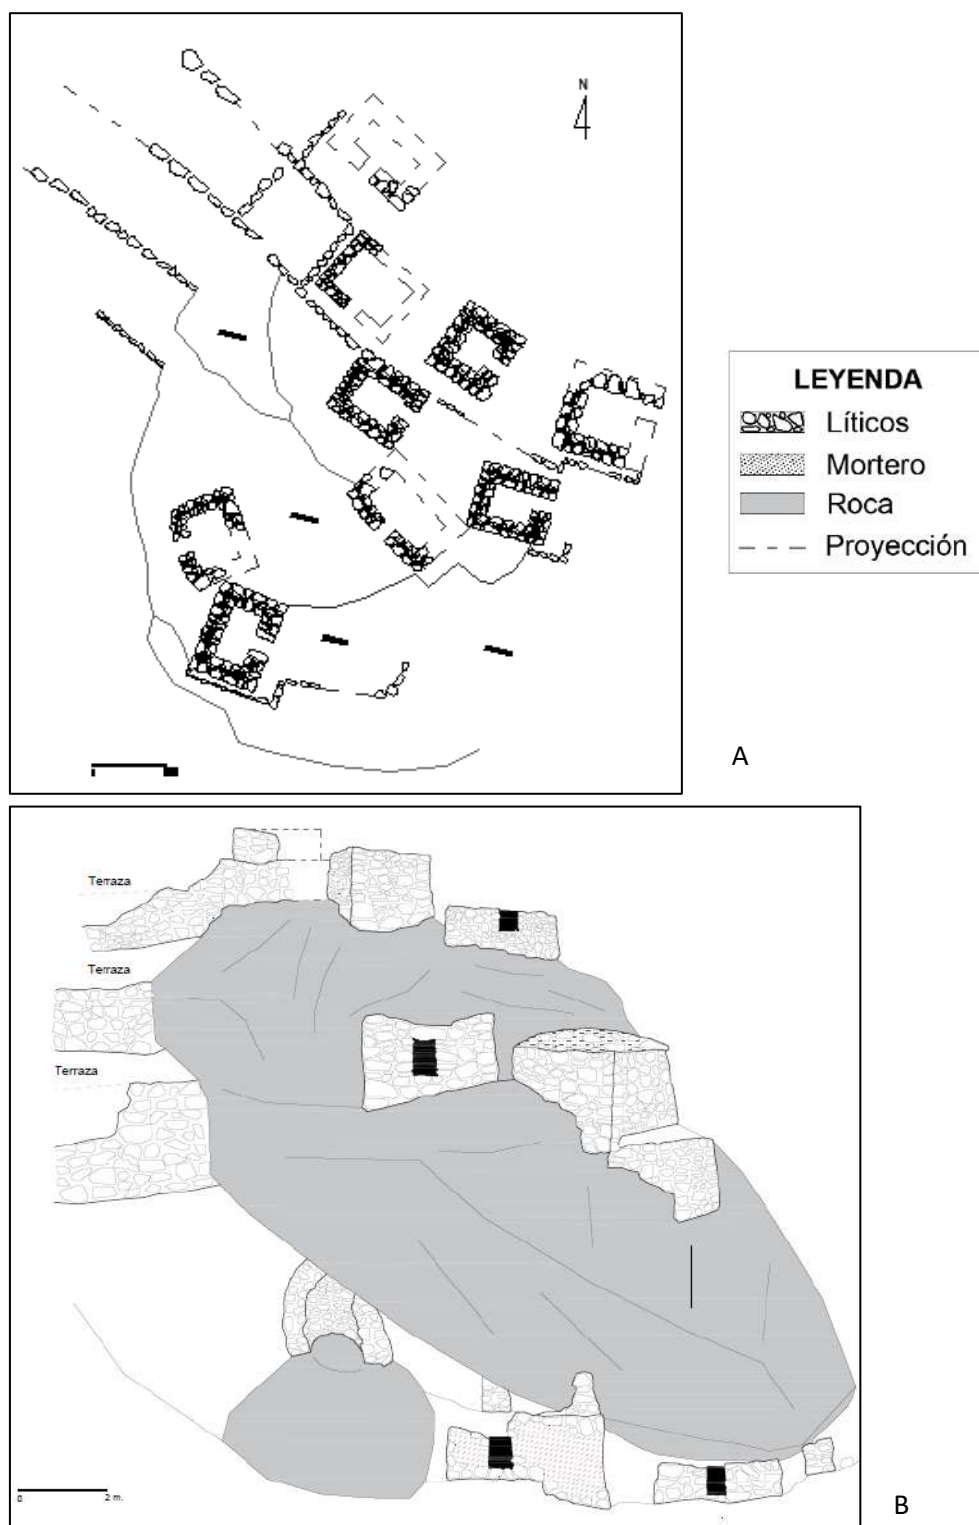 N
LEYENDA
Líticos
Mortero
Roca
Proyección
A
Terraza
Terraza
Terraza
0 2 m.
B